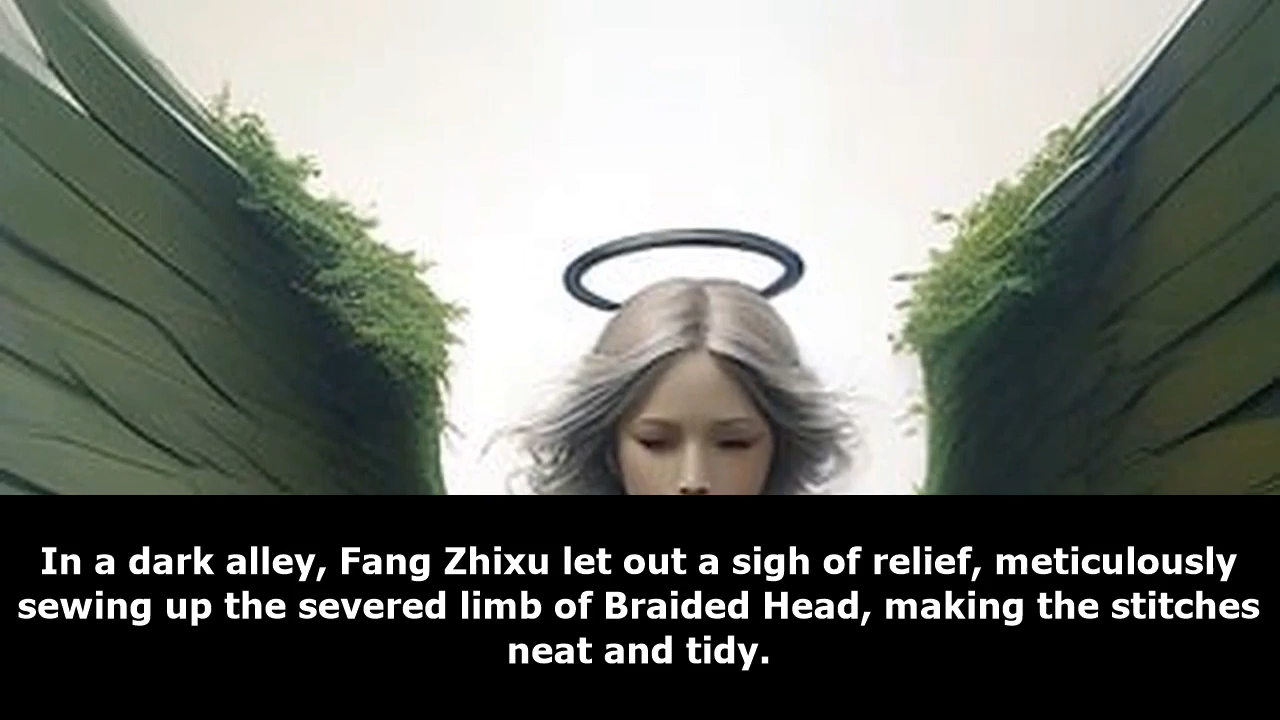 In a dark alley, Fang Zhixu let out a sigh of relief, meticulously
sewing up the severed limb of Braided Head, making the stitches
neat and tidy.